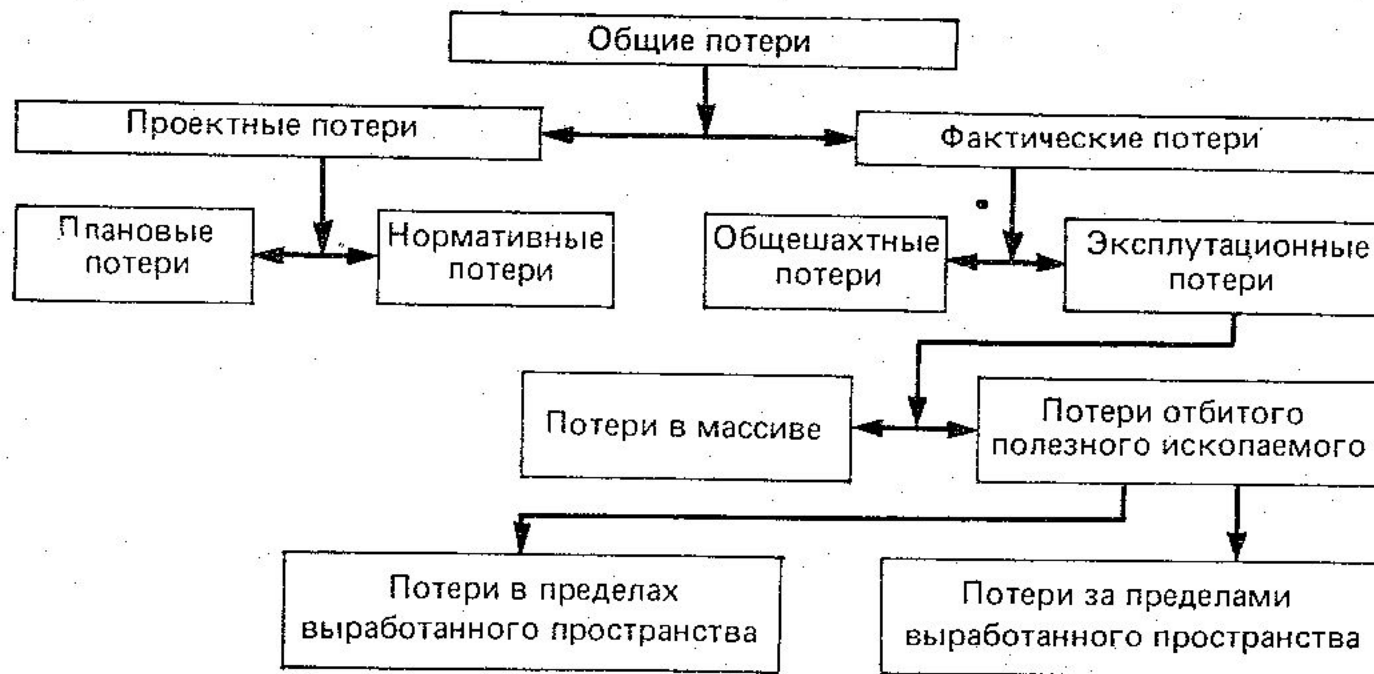 Общие потери
Проектные потери
Фактические потери
Плановые
потери
Нормативные
потери
Общешахтные
потери
Эксплутационные
потери
Потери в массиве
Потери отбитого
полезного ископаемого
Потери в пределах
выработанного пространства
Потери за пределами
выработанного пространства